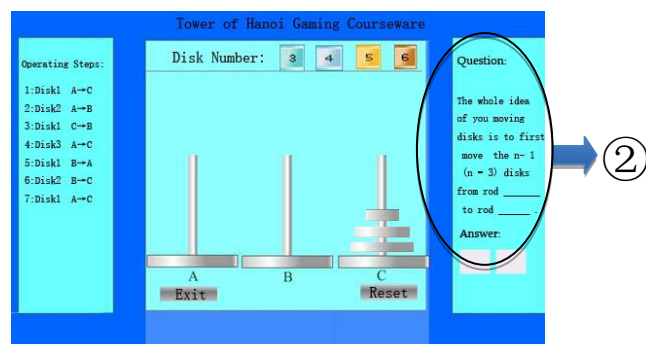 Tower of Hanoi Gaming Courseware
Operating Steps:
1:Disk1 A→C
2:Disk2 A→B
3:Disk1 C→B
4:Disk3 A→C
5:Disk1 B→A
6:Disk2 B→C
7:Disk1 A→C
Disk Number: 3 4 5 6
A B C
Exit Reset
Question:
The whole idea
of you moving
disks is to first
move the n- 1
(n - 3) disks
from rod ______
to rod _____ .
Answer:
②